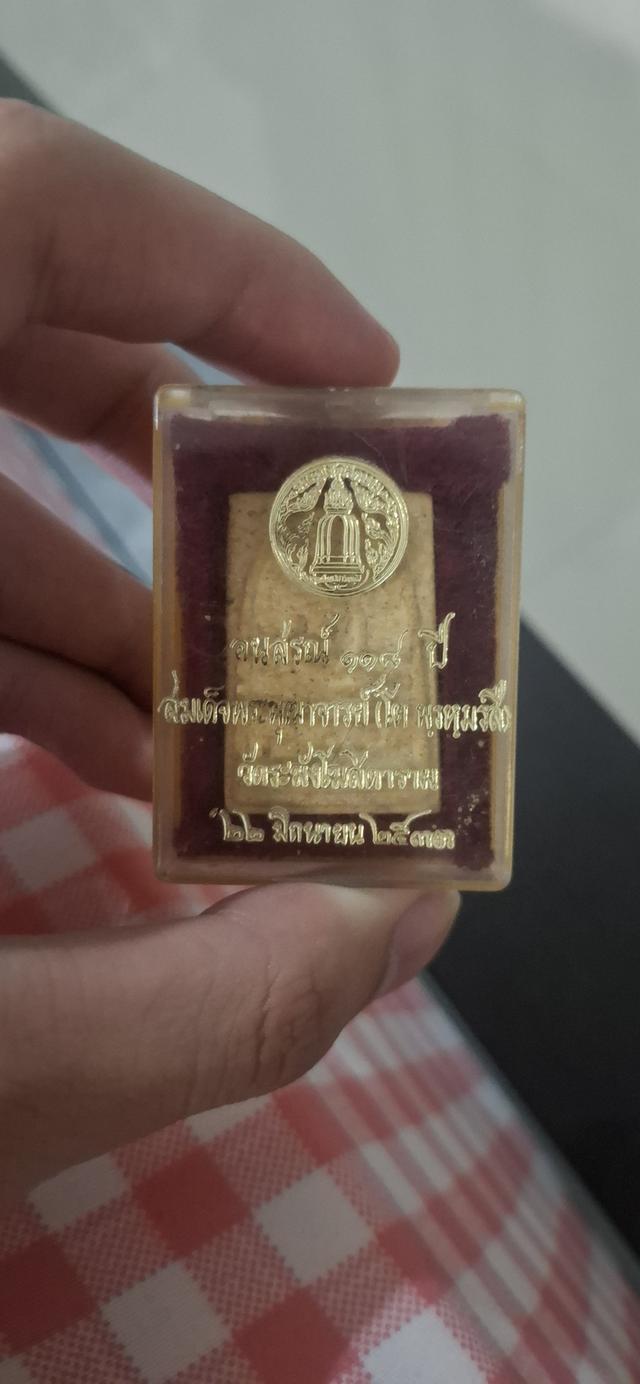 อนุสรณ์ ๑๑๘ ปี
สมเด็จพระพุฒาจารย์ (โต พฺรหฺมรํสี)
วัดระฆังโฆสิตาราม
๒๒ มิถุนายน ๒๕๓๓